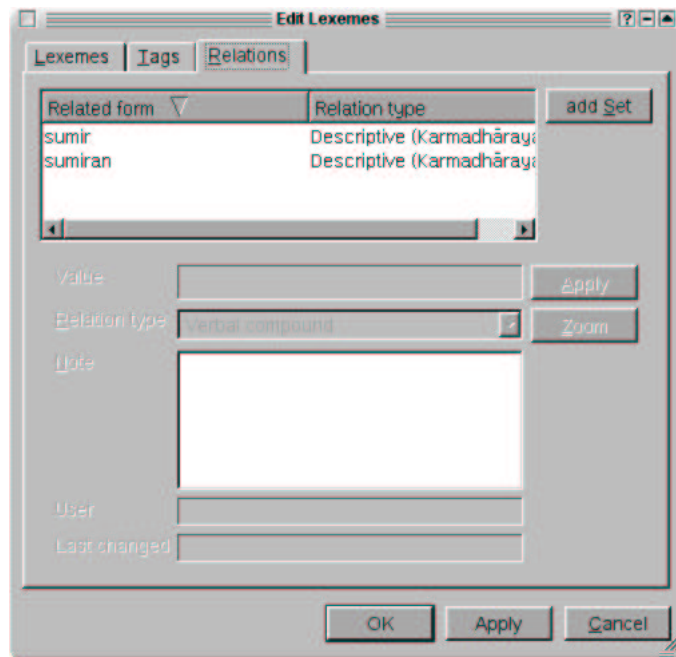 Edit Lexemes
Lexemes Tags Relations
Related form Relation type add Set
sumir Descriptive (Karmadhāraya
sumiran Descriptive (Karmadhāraya
Value Apply
Relation type Verbal compound Zoom
Note
User
Last changed
OK Apply Cancel